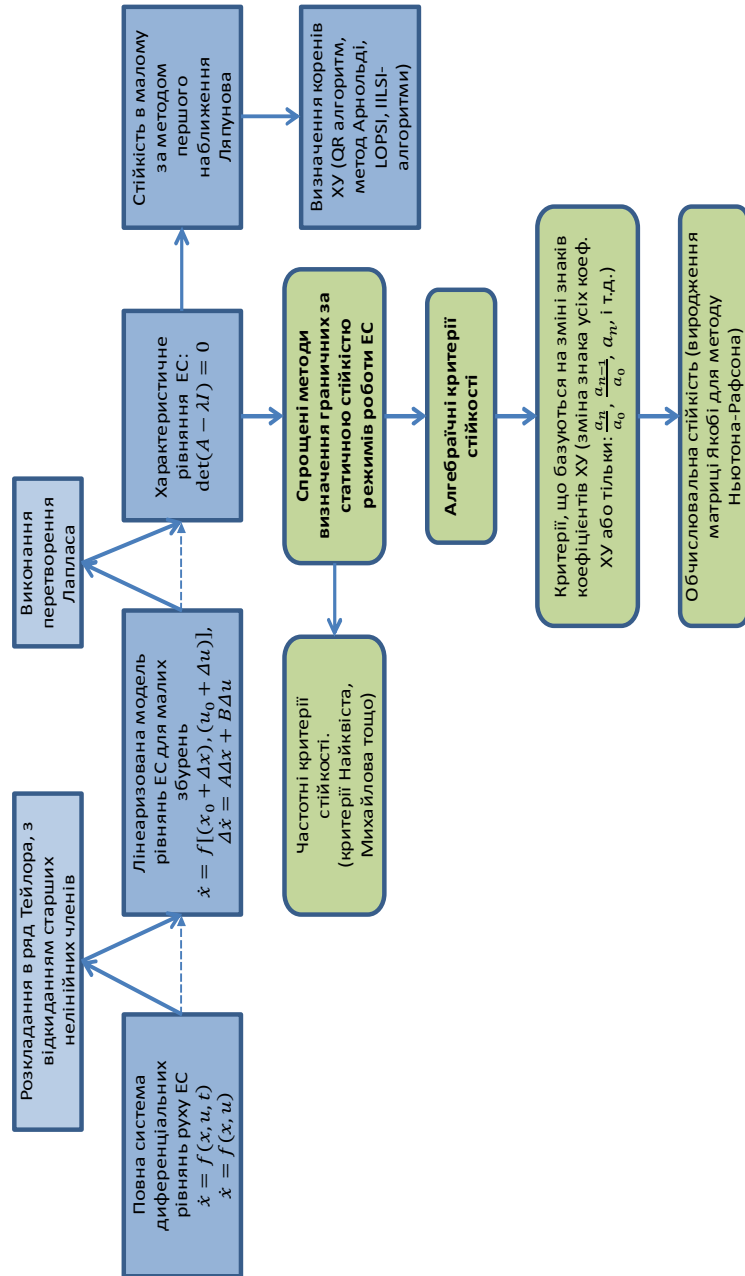 Розкладання в ряд Тейлора, з
відкиданням старших
нелінійних членів
Виконання
перетворення
Лапласа
Повна система
диференціальних
рівнянь руху ЕС
ẋ = f(x, u, t)
ẋ = f(x, u)
Лінеаризована модель
рівнянь ЕС для малих
збурень
ẋ = f[(x₀ + Δx), (u₀ + Δu)],
Δẋ = AΔx + BΔu
Характеристичне
рівняння ЕС:
det(A − λI) = 0
Стійкість в малому
за методом
першого
наближення
Ляпунова
Частотні критерії
стійкості.
(критерії Найквіста,
Михайлова тощо)
Спрощені методи
визначення граничних за
статичною стійкістю
режимів роботи ЕС
Визначення коренів
ХУ (QR алгоритм,
метод Арнольді,
LOPSI, IILSI-
алгоритми)
Алгебраїчні критерії
стійкості
Критерії, що базуються на зміні знаків
коефіцієнтів ХУ (зміна знака усіх коеф.
ХУ або тільки: aₙ/a₀, aₙ₋₁/a₀, aₙ, і т.д.)
Обчислювальна стійкість (виродження
матриці Якобі для методу
Ньютона-Рафсона)